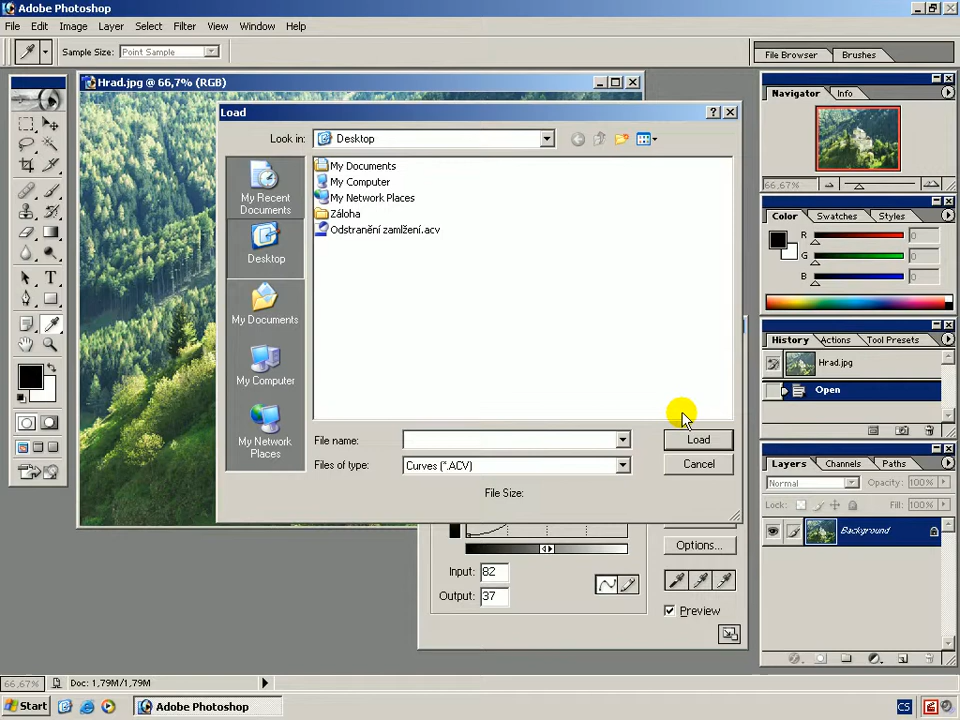 Adobe Photoshop
File Edit Image Layer Select Filter View Window Help
Sample Size: Point Sample File Browser Brushes
Hrad.jpg @ 66,7% (RGB)
Load
Look in: Desktop
My Recent
Documents
Desktop
My Documents
My Computer
My Network
Places
My Documents
My Computer
My Network Places
Záloha
Odstranění zamlžení.acv
File name: Load
Files of type: Curves (*.ACV) Cancel
File Size:
Options...
Input: 82
Output: 37
Preview
Navigator Info
66,67%
Color Swatches Styles
R 0
G 0
B 0
History Actions Tool Presets
Hrad.jpg
Open
Layers Channels Paths
Normal Opacity: 100%
Lock: Fill: 100%
Background
66,67% Doc: 1,79M/1,79M
Start Adobe Photoshop CS